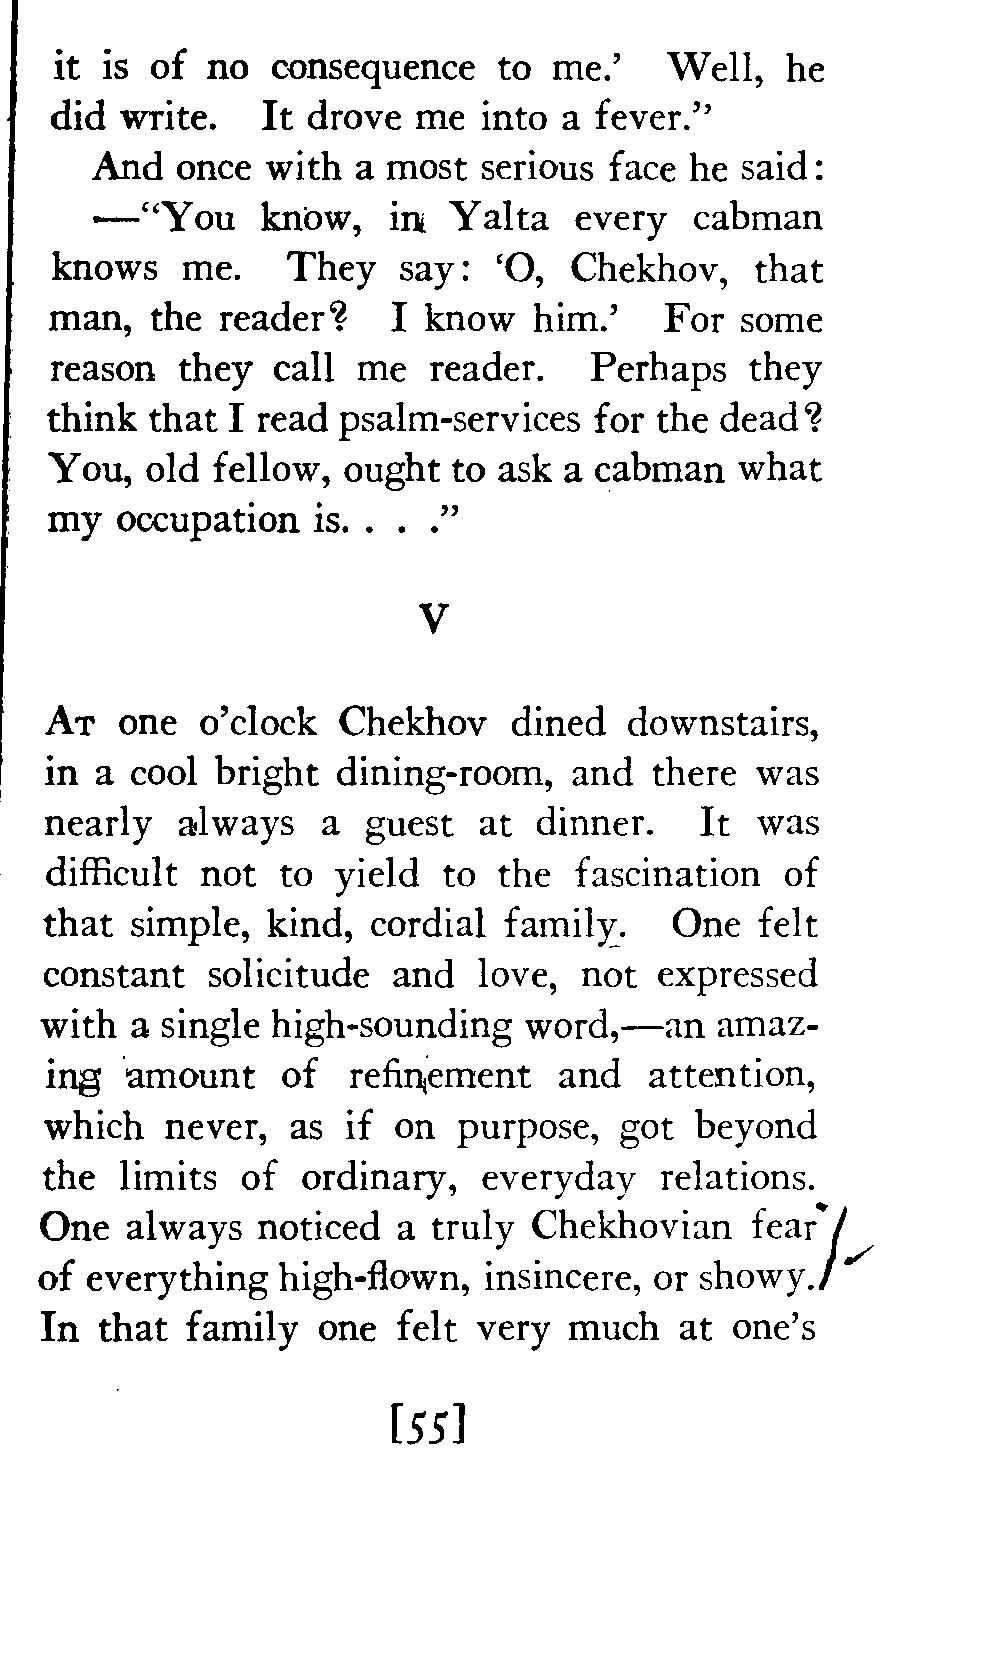 it is of no consequence to me.’ Well, he
did write. It drove me into a fever.”
And once with a most serious face he said:
—“You know, in Yalta every cabman
knows me. They say: ‘O, Chekhov, that
man, the reader? I know him.’ For some
reason they call me reader. Perhaps they
think that I read psalm-services for the dead?
You, old fellow, ought to ask a cabman what
my occupation is. . . .”
V
AT one o’clock Chekhov dined downstairs,
in a cool bright dining-room, and there was
nearly always a guest at dinner. It was
difficult not to yield to the fascination of
that simple, kind, cordial family. One felt
constant solicitude and love, not expressed
with a single high-sounding word,—an amaz-
ing amount of refinement and attention,
which never, as if on purpose, got beyond
the limits of ordinary, everyday relations.
One always noticed a truly Chekhovian fear
of everything high-flown, insincere, or showy.
In that family one felt very much at one’s
[55]